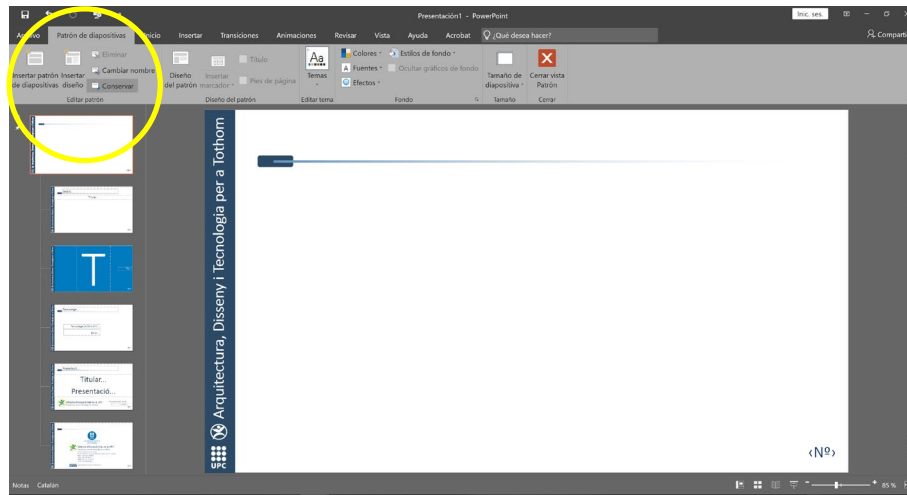 Presentación1 - PowerPoint
Inic. ses.
Archivo Patrón de diapositivas Inicio Insertar Transiciones Animaciones Revisar Vista Ayuda Acrobat ¿Qué desea hacer? Comparti
Insertar patrón de diapositivas
Insertar diseño
Eliminar
Cambiar nombre
Conservar
Editar patrón
Diseño del patrón
Insertar marcador
Título
Pies de página
Diseño del patrón
Aa
Temas
Editar tema
Colores
Fuentes
Efectos
Estilos de fondo
Ocultar gráficos de fondo
Fondo
Tamaño de diapositiva
Tamaño
Cerrar vista Patrón
Cerrar
T
Titular...
Presentació...
Arquitectura, Disseny i Tecnologia per a Tothom
UPC
‹Nº›
Notas Catalán
85 %